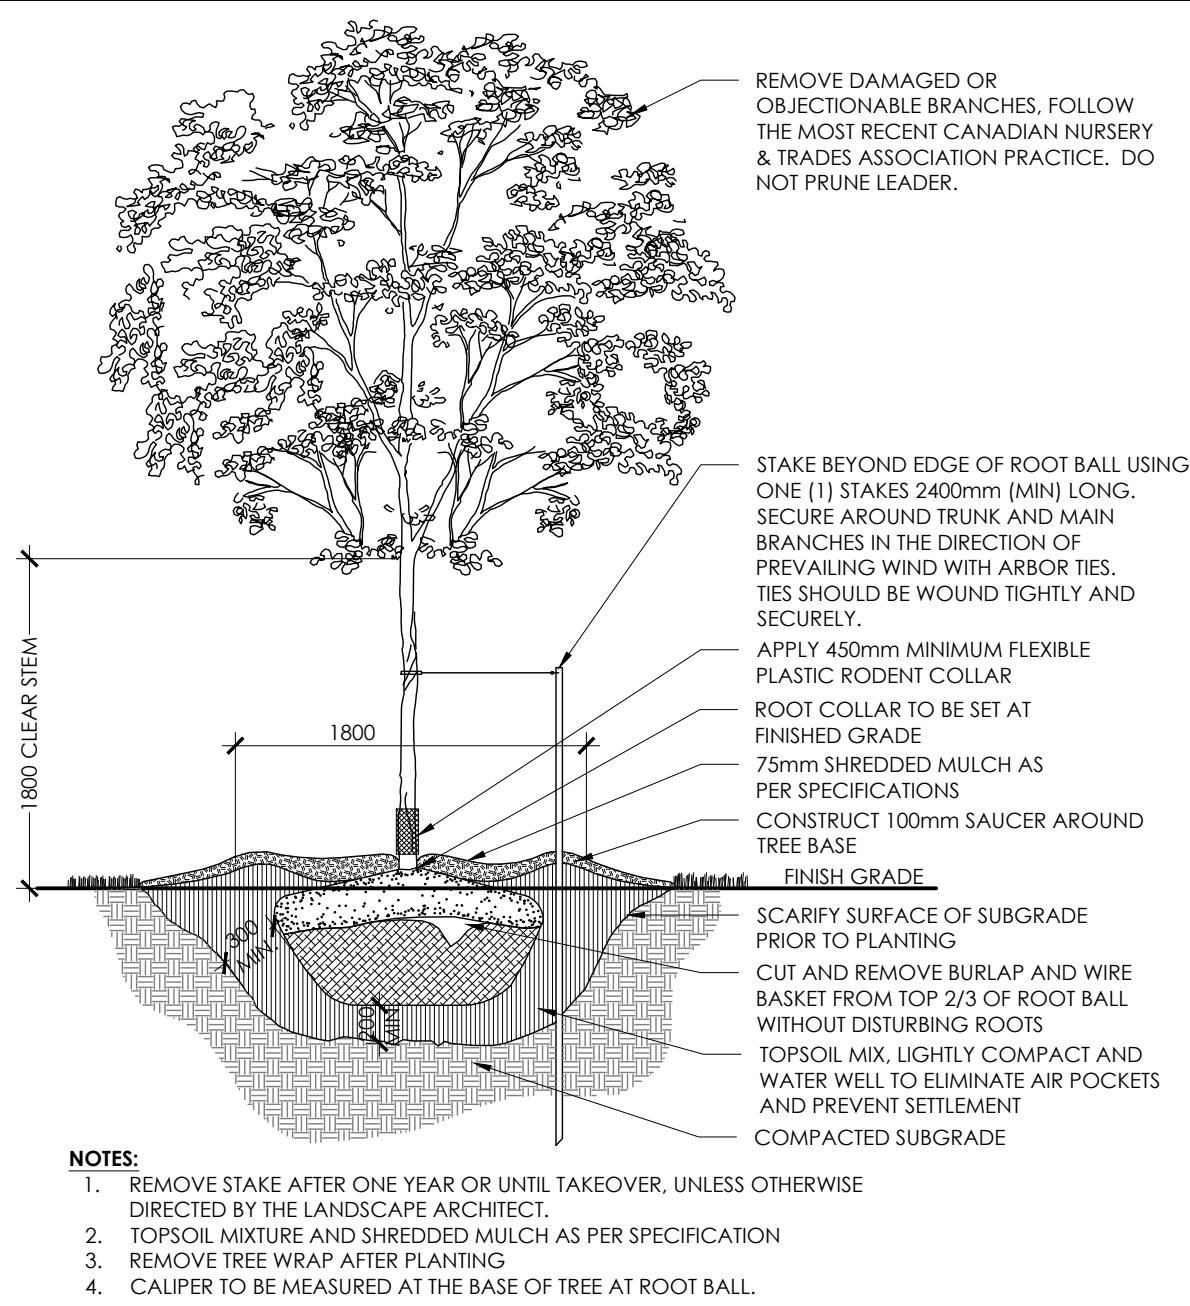 REMOVE DAMAGED OR
OBJECTIONABLE BRANCHES, FOLLOW
THE MOST RECENT CANADIAN NURSERY
& TRADES ASSOCIATION PRACTICE. DO
NOT PRUNE LEADER.
STAKE BEYOND EDGE OF ROOT BALL USING
ONE (1) STAKES 2400mm (MIN) LONG.
SECURE AROUND TRUNK AND MAIN
BRANCHES IN THE DIRECTION OF
PREVAILING WIND WITH ARBOR TIES.
TIES SHOULD BE WOUND TIGHTLY AND
SECURELY.
APPLY 450mm MINIMUM FLEXIBLE
PLASTIC RODENT COLLAR
ROOT COLLAR TO BE SET AT
FINISHED GRADE
75mm SHREDDED MULCH AS
PER SPECIFICATIONS
CONSTRUCT 100mm SAUCER AROUND
TREE BASE
FINISH GRADE
SCARIFY SURFACE OF SUBGRADE
PRIOR TO PLANTING
CUT AND REMOVE BURLAP AND WIRE
BASKET FROM TOP 2/3 OF ROOT BALL
WITHOUT DISTURBING ROOTS
TOPSOIL MIX, LIGHTLY COMPACT AND
WATER WELL TO ELIMINATE AIR POCKETS
AND PREVENT SETTLEMENT
COMPACTED SUBGRADE
1800 CLEAR STEM
1800
300
MIN.
200
MIN
NOTES:
1. REMOVE STAKE AFTER ONE YEAR OR UNTIL TAKEOVER, UNLESS OTHERWISE
DIRECTED BY THE LANDSCAPE ARCHITECT.
2. TOPSOIL MIXTURE AND SHREDDED MULCH AS PER SPECIFICATION
3. REMOVE TREE WRAP AFTER PLANTING
4. CALIPER TO BE MEASURED AT THE BASE OF TREE AT ROOT BALL.